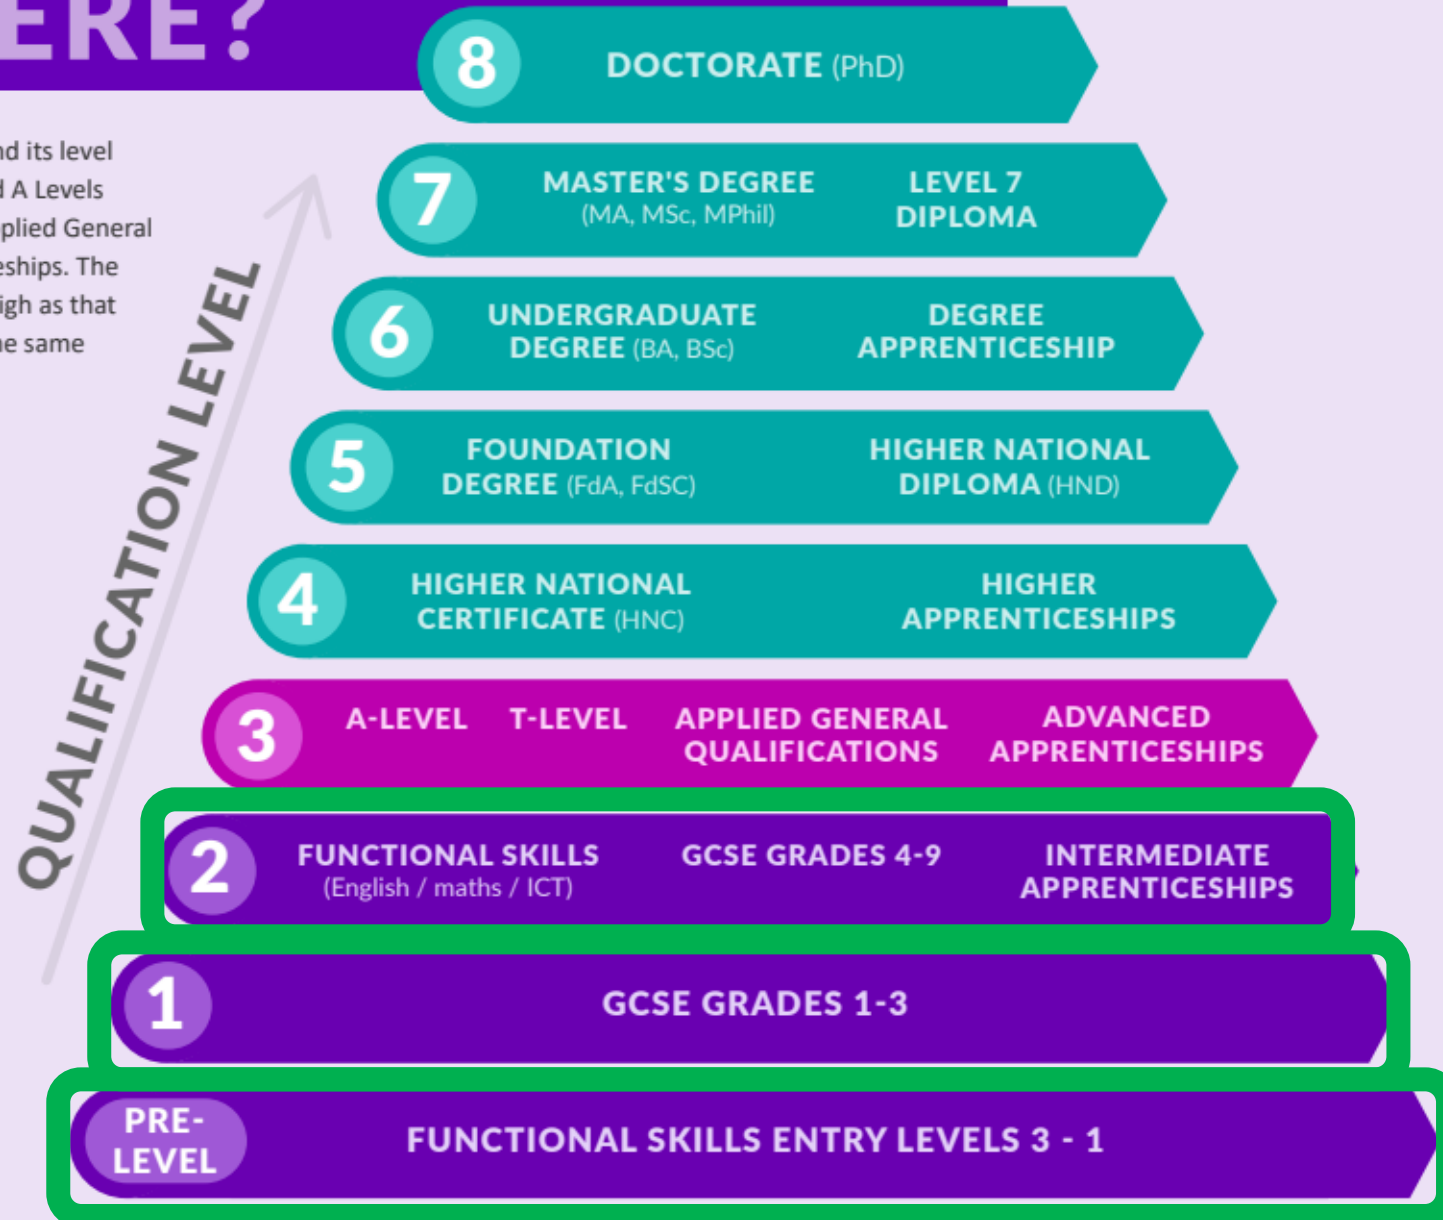 ERE?
8 DOCTORATE (PhD)
nd its level
d A Levels
plied General
eships. The
igh as that
ne same
QUALIFICATION LEVEL
7 MASTER'S DEGREE LEVEL 7
(MA, MSc, MPhil) DIPLOMA
6 UNDERGRADUATE DEGREE
DEGREE (BA, BSc) APPRENTICESHIP
5 FOUNDATION HIGHER NATIONAL
DEGREE (FdA, FdSC) DIPLOMA (HND)
4 HIGHER NATIONAL HIGHER
CERTIFICATE (HNC) APPRENTICESHIPS
3 A-LEVEL T-LEVEL APPLIED GENERAL ADVANCED
QUALIFICATIONS APPRENTICESHIPS
2 FUNCTIONAL SKILLS GCSE GRADES 4-9 INTERMEDIATE
(English / maths / ICT) APPRENTICESHIPS
1 GCSE GRADES 1-3
PRE-
LEVEL FUNCTIONAL SKILLS ENTRY LEVELS 3 - 1